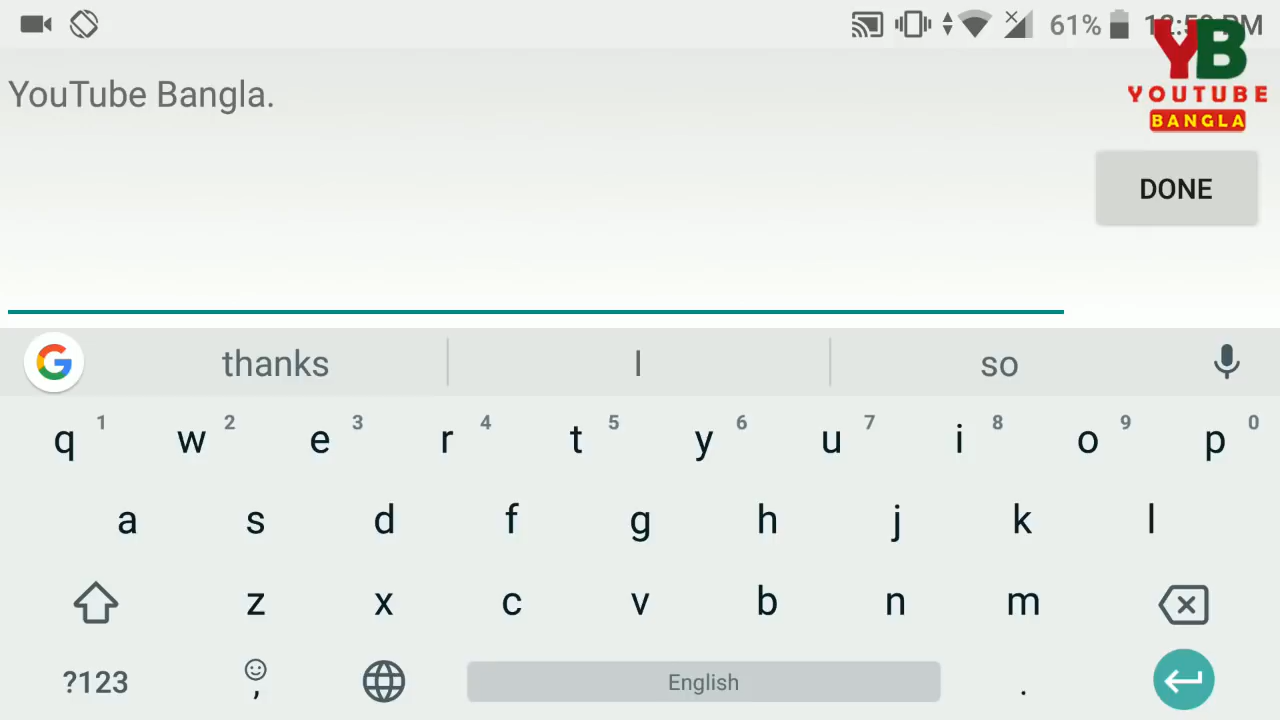 61%
YouTube Bangla.
YB
YOUTUBE
BANGLA
DONE
G thanks I so
q 1 w 2 e 3 r 4 t 5 y 6 u 7 i 8 o 9 p 0
a s d f g h j k l
z x c v b n m
?123 , English .